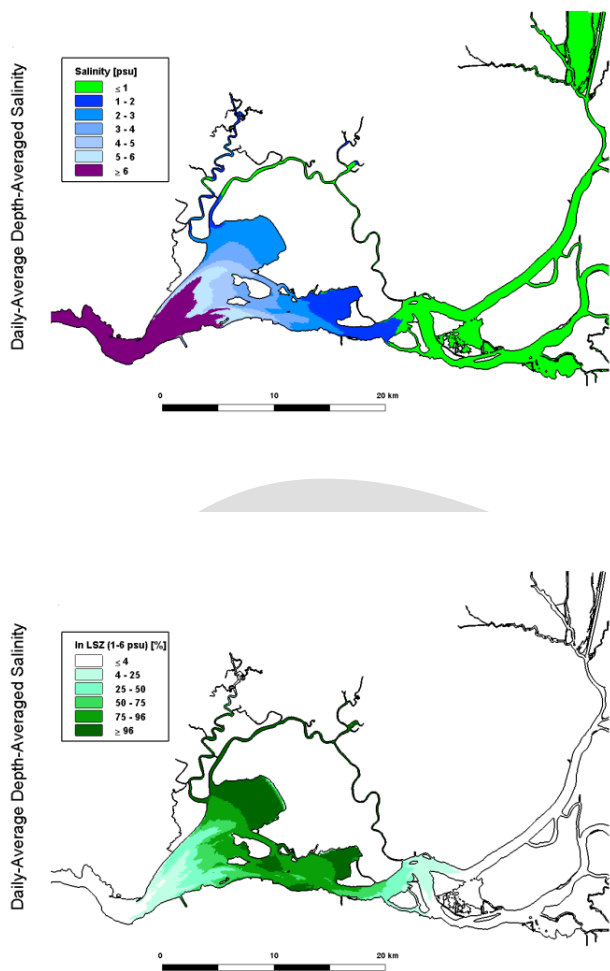 Daily-Average Depth-Averaged Salinity
Salinity [psu]
≤ 1
1 - 2
2 - 3
3 - 4
4 - 5
5 - 6
≥ 6
0 10 20 km
Daily-Average Depth-Averaged Salinity
In LSZ (1-6 psu) [%]
≤ 4
4 - 25
25 - 50
50 - 75
75 - 96
≥ 96
0 10 20 km